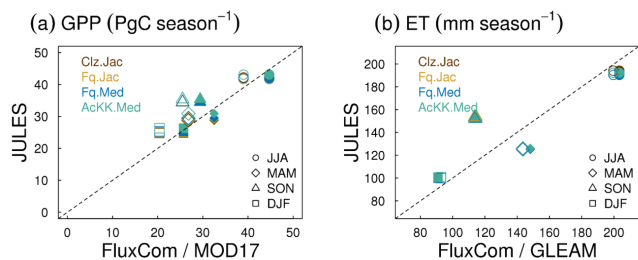 (a) GPP (PgC season⁻¹)
50
40
30
20
10
0
JULES
Clz.Jac
Fq.Jac
Fq.Med
AcKK.Med
JJA
MAM
SON
DJF
0 10 20 30 40 50
FluxCom / MOD17
(b) ET (mm season⁻¹)
200
180
160
140
120
100
80
JULES
Clz.Jac
Fq.Jac
Fq.Med
AcKK.Med
JJA
MAM
SON
DJF
80 100 120 140 160 180 200
FluxCom / GLEAM